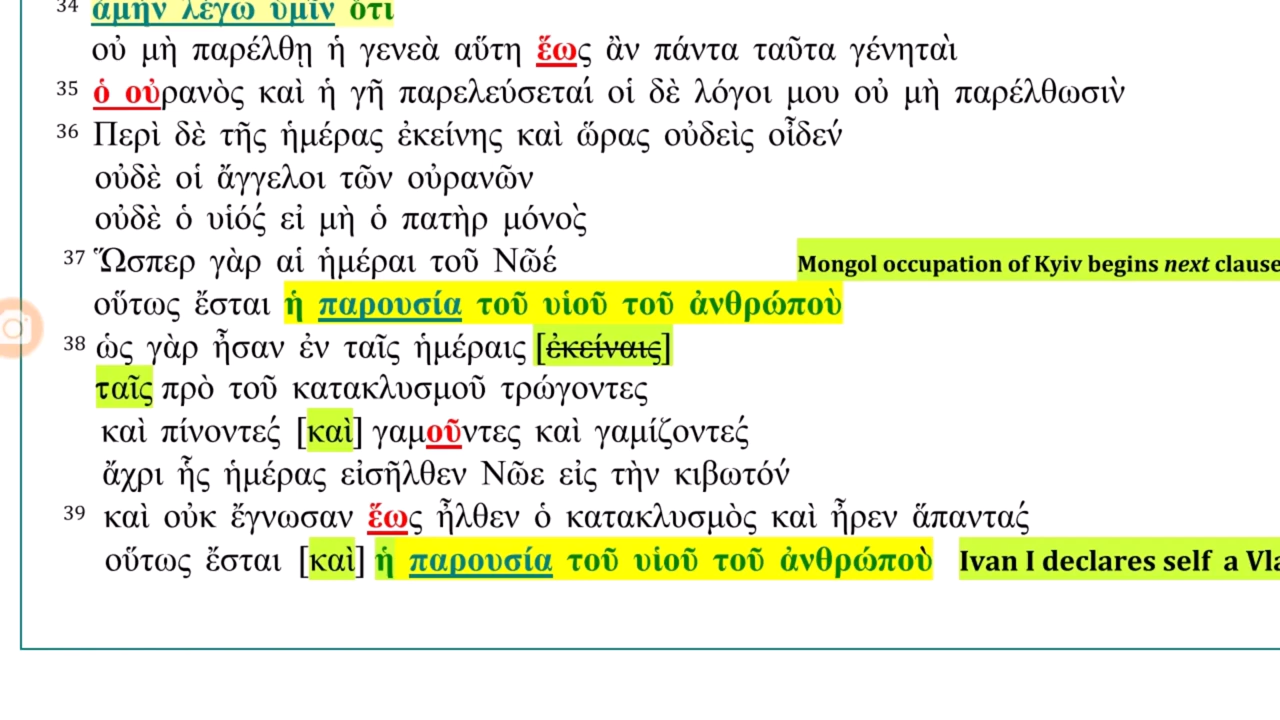 34 ἀμὴν λέγω ὑμῖν ὅτι
οὐ μὴ παρέλθῃ ἡ γενεὰ αὕτη ἕως ἂν πάντα ταῦτα γένηταὶ
35 ὁ οὐρανὸς καὶ ἡ γῆ παρελεύσεταί οἱ δὲ λόγοι μου οὐ μὴ παρέλθωσιν̀
36 Περὶ δὲ τῆς ἡμέρας ἐκείνης καὶ ὥρας οὐδεὶς οἶδεν́
οὐδὲ οἱ ἄγγελοι τῶν οὐρανῶν
οὐδὲ ὁ υἱός́ εἰ μὴ ὁ πατὴρ μόνος̀
37 Ὥσπερ γὰρ αἱ ἡμέραι τοῦ Νῶέ
Mongol occupation of Kyiv begins next clause
οὕτως ἔσται ἡ παρουσία τοῦ υἱοῦ τοῦ ἀνθρώποὺ
38 ὡς γὰρ ἦσαν ἐν ταῖς ἡμέραις [ἐκείναις]
ταῖς πρὸ τοῦ κατακλυσμοῦ τρώγοντες
καὶ πίνοντες́ [καὶ] γαμοῦντες καὶ γαμίζοντες́
ἄχρι ἧς ἡμέρας εἰσῆλθεν Νῶε εἰς τὴν κιβωτόν́
39 καὶ οὐκ ἔγνωσαν ἕως ἦλθεν ὁ κατακλυσμὸς καὶ ἦρεν ἅπαντας́
οὕτως ἔσται [καὶ] ἡ παρουσία τοῦ υἱοῦ τοῦ ἀνθρώποὺ Ivan I declares self a Vla